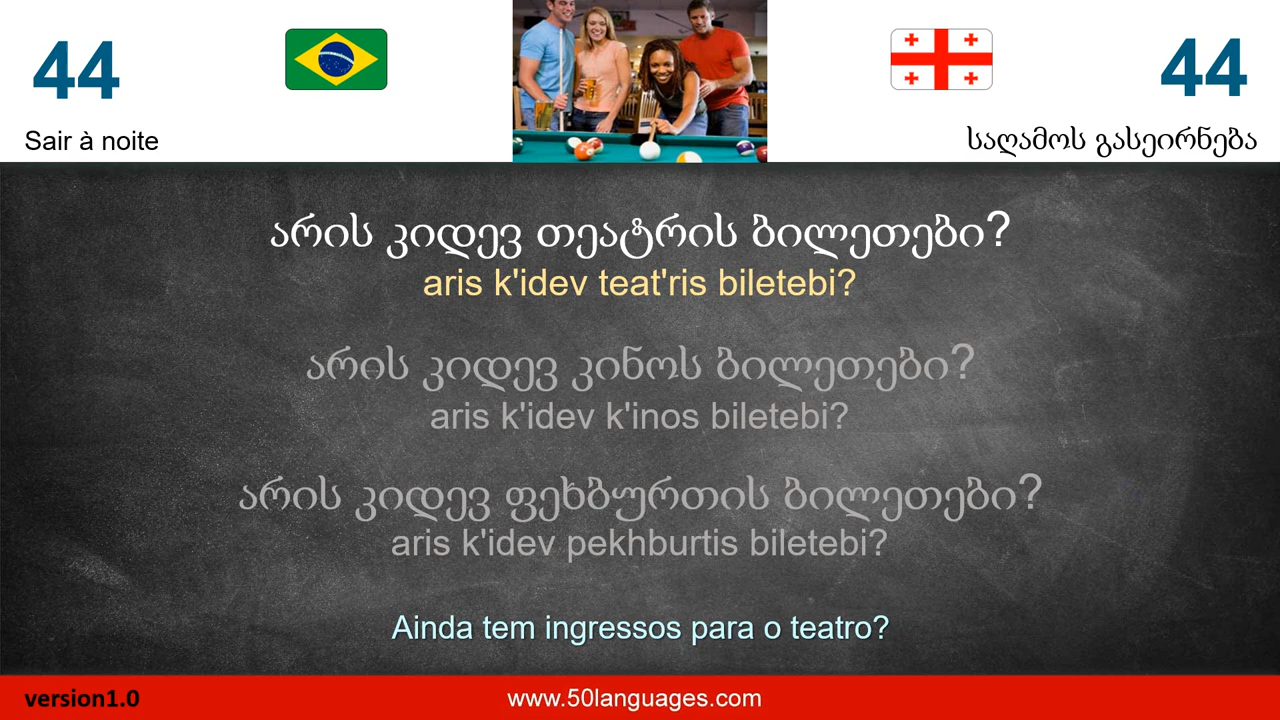 44
44
Sair à noite
საღამოს გასეირნება
არის კიდევ თეატრის ბილეთები?
aris k'idev teat'ris biletebi?
არის კიდევ კინოს ბილეთები?
aris k'idev k'inos biletebi?
არის კიდევ ფეხბურთის ბილეთები?
aris k'idev pekhburtis biletebi?
Ainda tem ingressos para o teatro?
version1.0
www.50languages.com